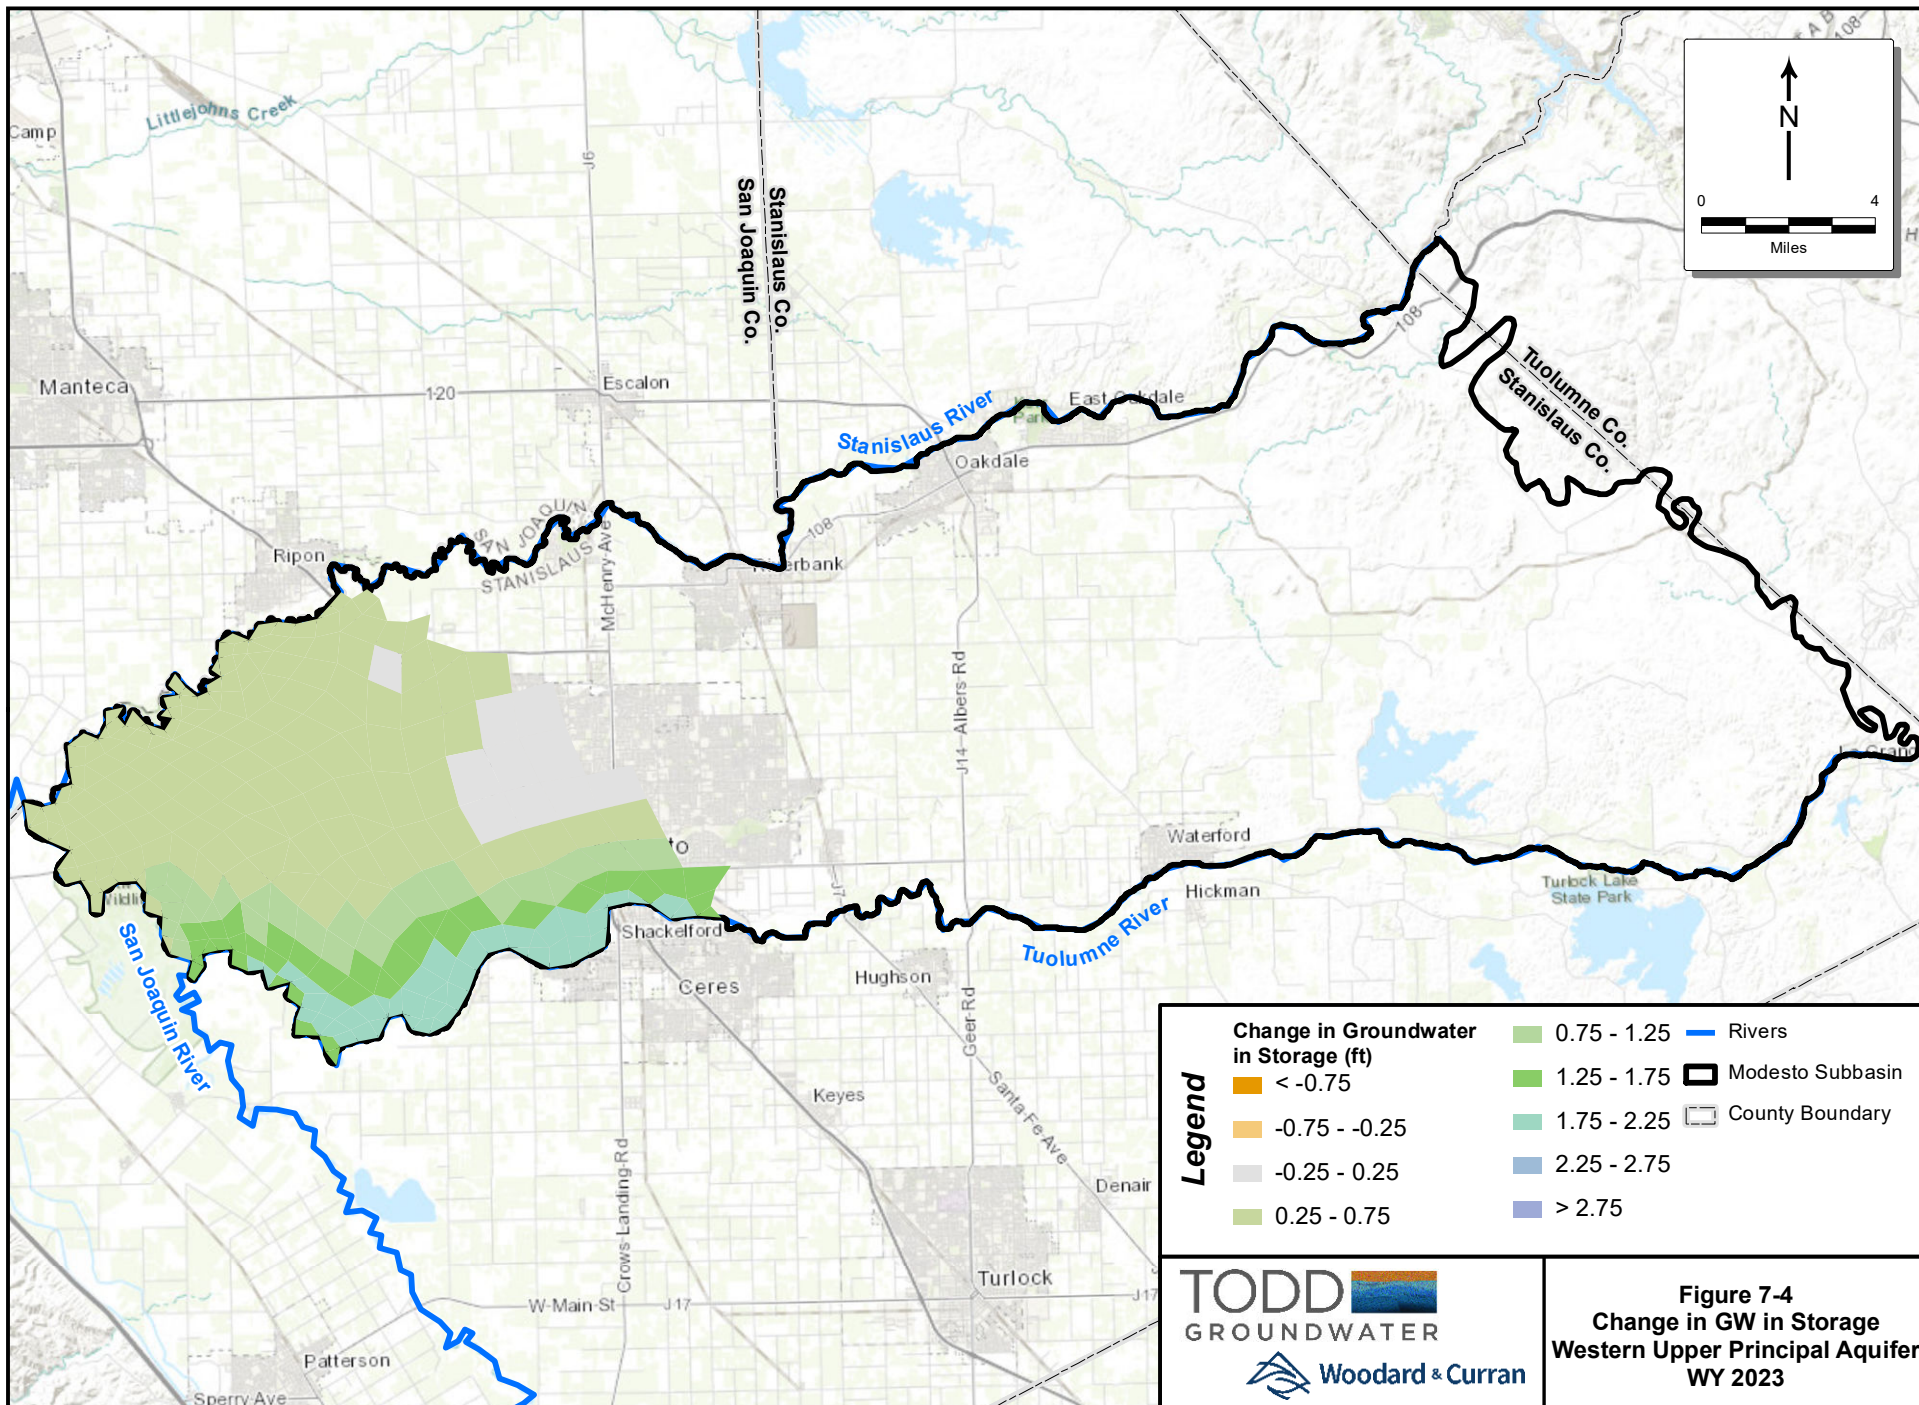 Littlejohns Creek
Camp
J6
Stanislaus Co.
San Joaquin Co.
108
N
0 4
Miles
Manteca
120
Escalon
108
Tuolumne Co.
Stanislaus Co.
Stanislaus River
East Oakdale
Park
Oakdale
SAN JOAQUIN
STANISLAUS
McHenry Ave
108
Ripon
J14
Albers Rd
La Grange
Waterford
Hickman
Turlock Lake
State Park
J7
Tuolumne River
Shackelford
San Joaquin River
Ceres
Hughson
Geer Rd
Santa Fe Ave
Keyes
Denair
Crows Landing Rd
Turlock
W Main St
J17
J17
Patterson
Sperry Ave
Legend
Change in Groundwater
in Storage (ft)
< -0.75
-0.75 - -0.25
-0.25 - 0.25
0.25 - 0.75
0.75 - 1.25
1.25 - 1.75
1.75 - 2.25
2.25 - 2.75
> 2.75
Rivers
Modesto Subbasin
County Boundary
TODD
GROUNDWATER
Woodard & Curran
Figure 7-4
Change in GW in Storage
Western Upper Principal Aquifer
WY 2023